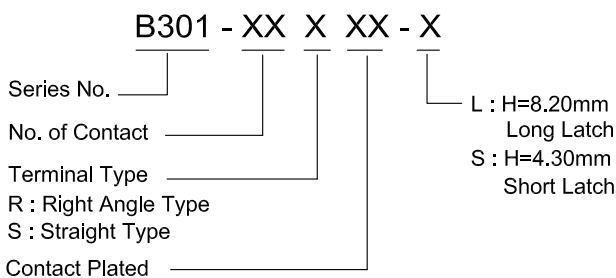 B301 - XX X XX - X
Series No.
No. of Contact
Terminal Type
R : Right Angle Type
S : Straight Type
Contact Plated
L : H=8.20mm
Long Latch
S : H=4.30mm
Short Latch